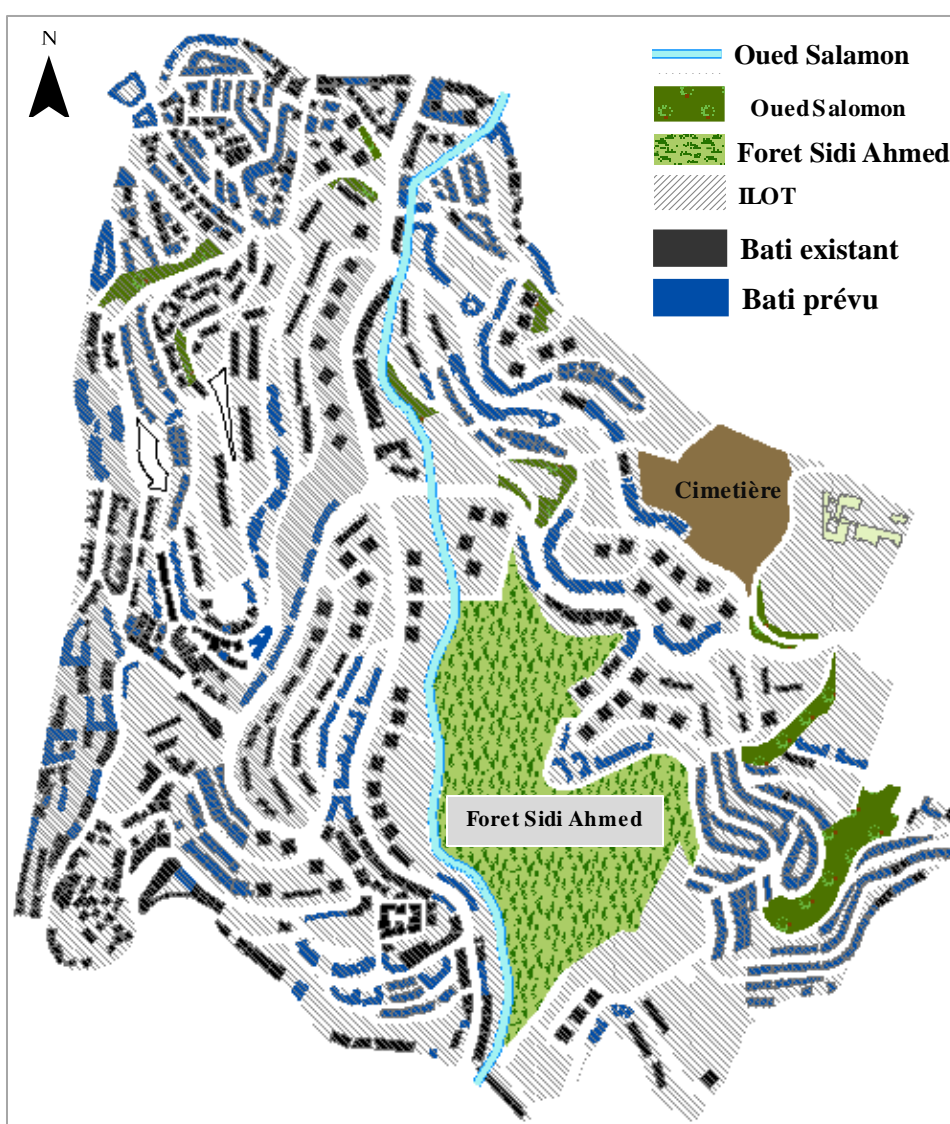 N
Oued Salamon
Oued Salomon
Foret Sidi Ahmed
ILOT
Bati existant
Bati prévu
Cimetière
Foret Sidi Ahmed